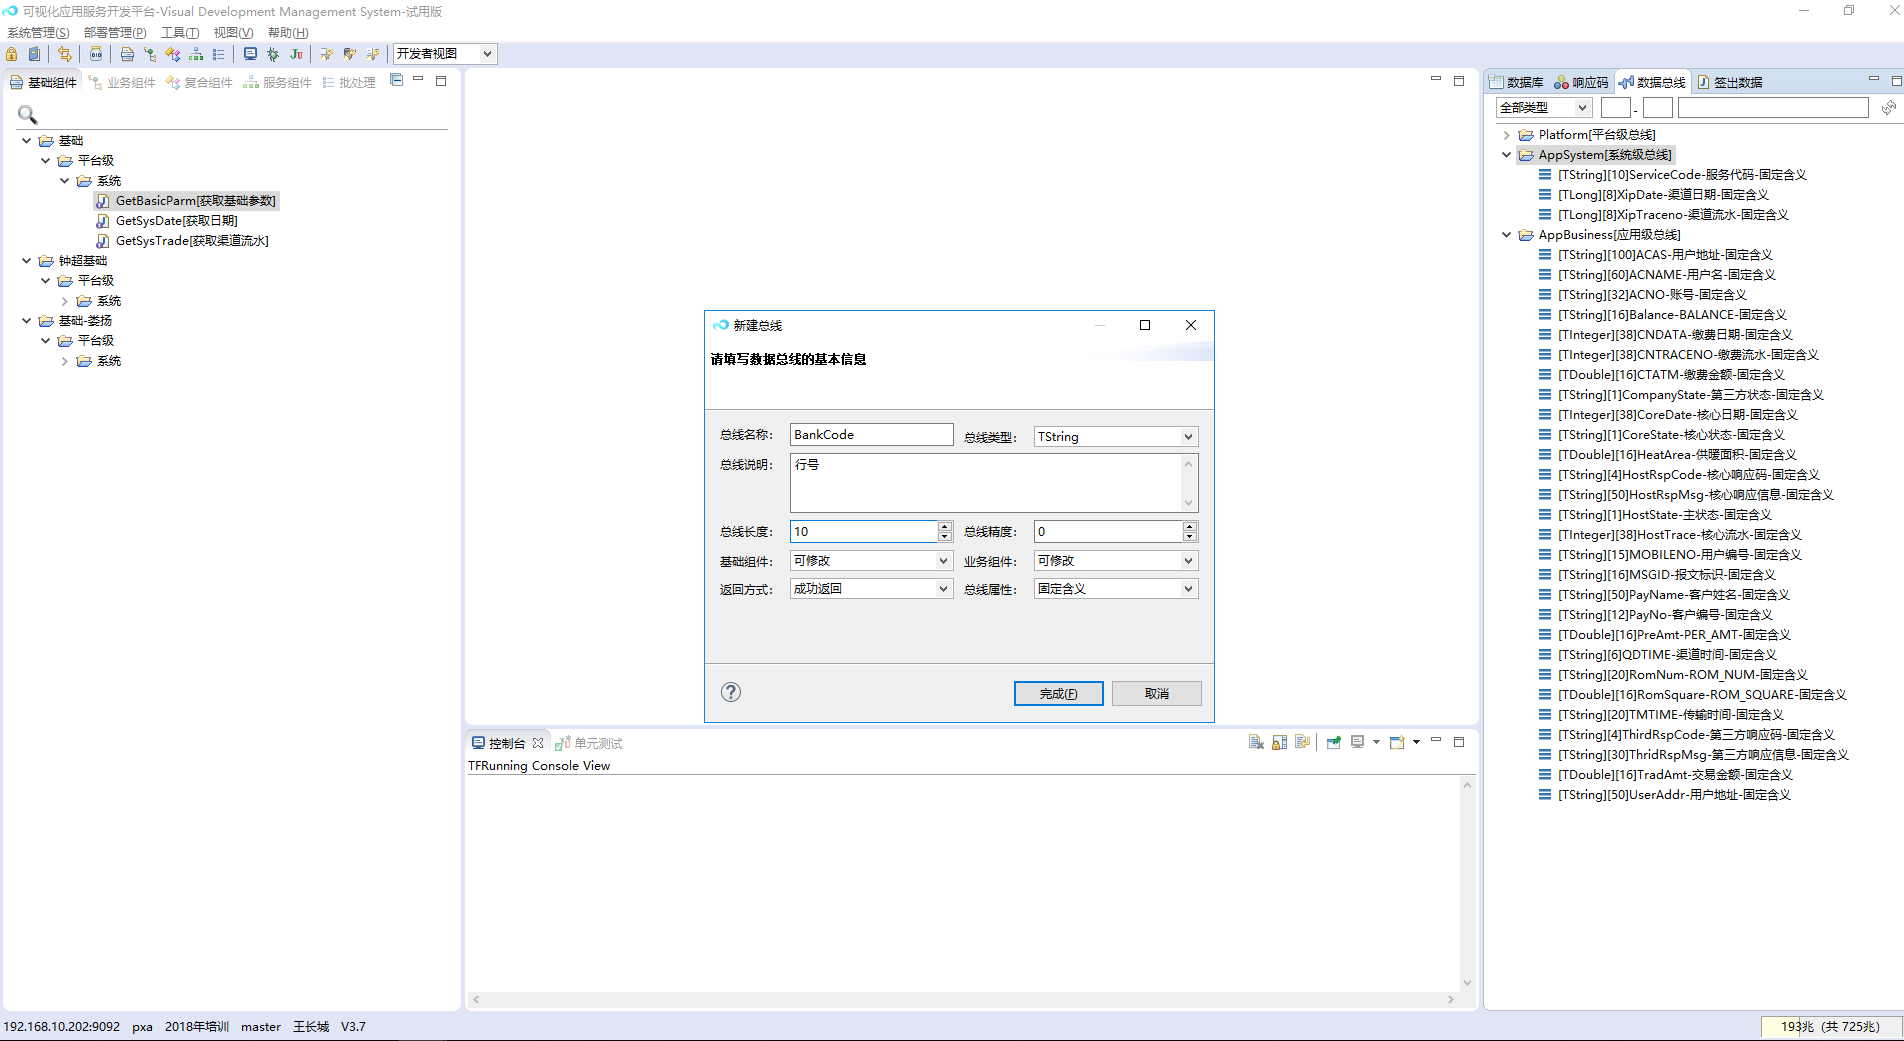 可视化应用服务开发平台-Visual Development Management System-试用版
系统管理(S) 部署管理(P) 工具(T) 视图(V) 帮助(H)
开发者视图
基础组件 业务组件 复合组件 服务组件 批处理
基础
平台级
系统
GetBasicParm[获取基础参数]
GetSysDate[获取日期]
GetSysTrade[获取渠道流水]
钟超基础
平台级
系统
基础-娄扬
平台级
系统
新建总线
请填写数据总线的基本信息
总线名称: BankCode 总线类型: TString
总线说明: 行号
总线长度: 10 总线精度: 0
基础组件: 可修改 业务组件: 可修改
返回方式: 成功返回 总线属性: 固定含义
完成(F) 取消
控制台 单元测试
TFRunning Console View
数据库 响应码 数据总线 签出数据
全部类型 -
Platform[平台级总线]
AppSystem[系统级总线]
[TString][10]ServiceCode-服务代码-固定含义
[TLong][8]XipDate-渠道日期-固定含义
[TLong][8]XipTraceno-渠道流水-固定含义
AppBusiness[应用级总线]
[TString][100]ACAS-用户地址-固定含义
[TString][60]ACNAME-用户名-固定含义
[TString][32]ACNO-账号-固定含义
[TString][16]Balance-BALANCE-固定含义
[TInteger][38]CNDATA-缴费日期-固定含义
[TInteger][38]CNTRACENO-缴费流水-固定含义
[TDouble][16]CTATM-缴费金额-固定含义
[TString][1]CompanyState-第三方状态-固定含义
[TInteger][38]CoreDate-核心日期-固定含义
[TString][1]CoreState-核心状态-固定含义
[TDouble][16]HeatArea-供暖面积-固定含义
[TString][4]HostRspCode-核心响应码-固定含义
[TString][50]HostRspMsg-核心响应信息-固定含义
[TString][1]HostState-主状态-固定含义
[TInteger][38]HostTrace-核心流水-固定含义
[TString][15]MOBILENO-用户编号-固定含义
[TString][16]MSGID-报文标识-固定含义
[TString][50]PayName-客户姓名-固定含义
[TString][12]PayNo-客户编号-固定含义
[TDouble][16]PreAmt-PER_AMT-固定含义
[TString][6]QDTIME-渠道时间-固定含义
[TString][20]RomNum-ROM_NUM-固定含义
[TDouble][16]RomSquare-ROM_SQUARE-固定含义
[TString][20]TMTIME-传输时间-固定含义
[TString][4]ThirdRspCode-第三方响应码-固定含义
[TString][30]ThridRspMsg-第三方响应信息-固定含义
[TDouble][16]TradAmt-交易金额-固定含义
[TString][50]UserAddr-用户地址-固定含义
192.168.10.202:9092 pxa 2018年培训 master 王长城 V3.7
193兆 (共 725兆)